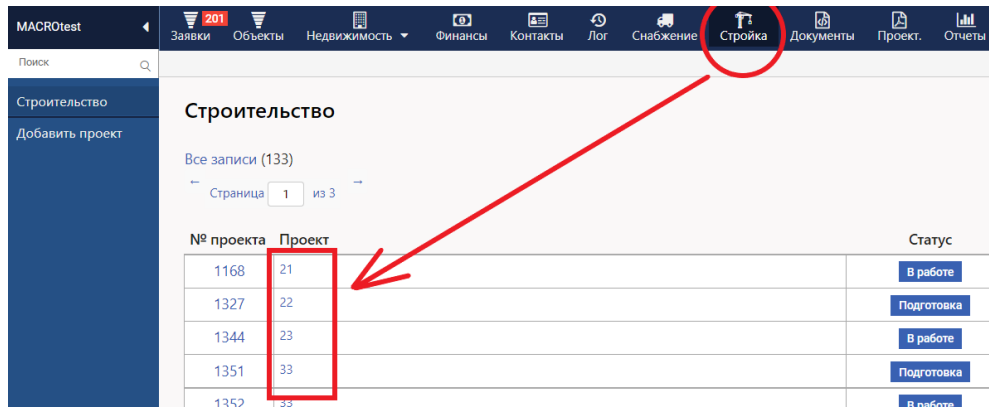 MACROtest
201
Заявки Объекты Недвижимость Финансы Контакты Лог Снабжение Стройка Документы Проект. Отчеты
Поиск
Строительство
Добавить проект
Строительство
Все записи (133)
← Страница 1 из 3 →
№ проекта Проект Статус
1168 21 В работе
1327 22 Подготовка
1344 23 В работе
1351 33 Подготовка
1352 33 В работе